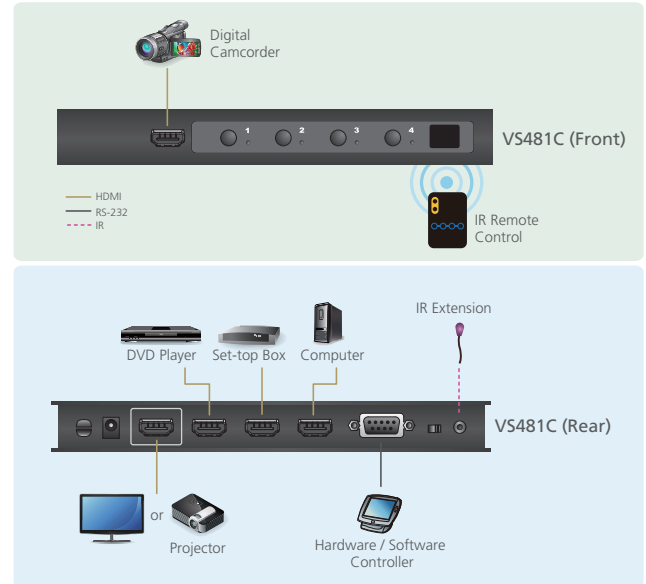 Digital
Camcorder
1 2 3 4
VS481C (Front)
HDMI
RS-232
IR
IR Remote
Control
IR Extension
DVD Player Set-top Box Computer
VS481C (Rear)
or
Projector
Hardware / Software
Controller